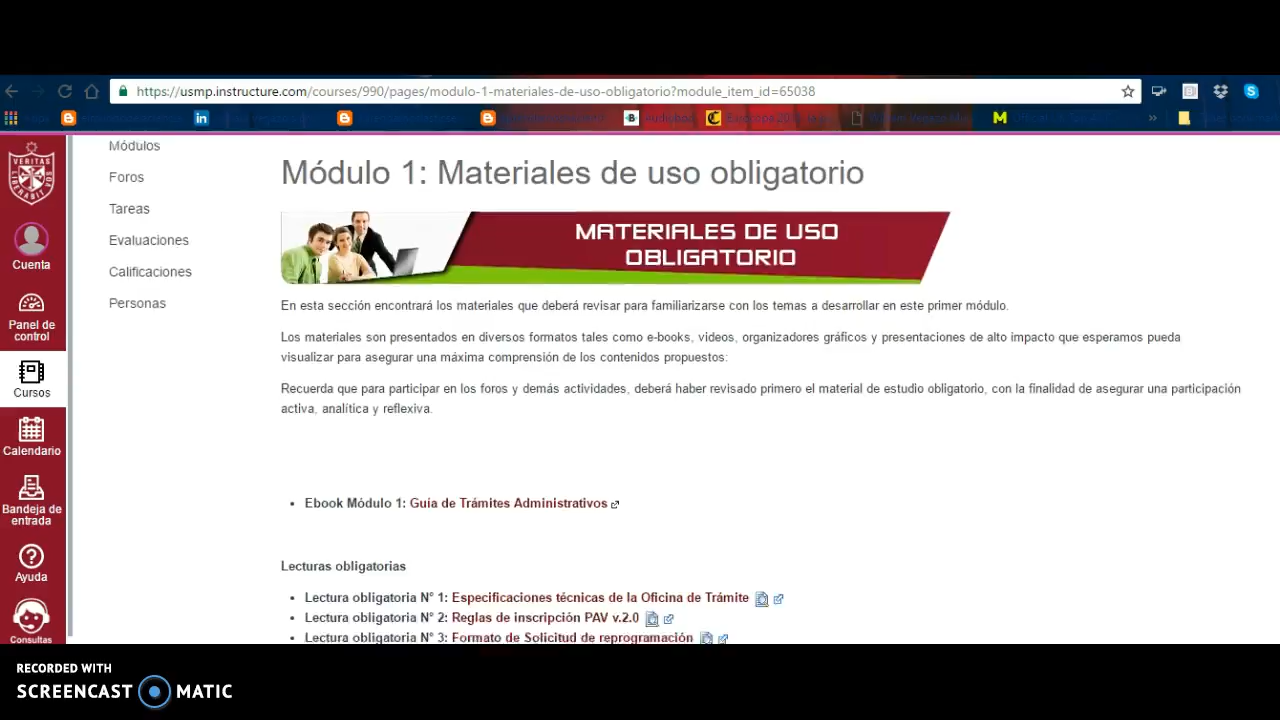 https://usmp.instructure.com/courses/990/pages/modulo-1-materiales-de-uso-obligatorio?module_item_id=65038
VERITAS
LIBERABIT VOS
Cuenta
Panel de
control
Cursos
Calendario
Bandeja de
entrada
Ayuda
Consultas
Módulos
Foros
Tareas
Evaluaciones
Calificaciones
Personas
Módulo 1: Materiales de uso obligatorio
MATERIALES DE USO
OBLIGATORIO
En esta sección encontrará los materiales que deberá revisar para familiarizarse con los temas a desarrollar en este primer módulo.
Los materiales son presentados en diversos formatos tales como e-books, videos, organizadores gráficos y presentaciones de alto impacto que esperamos pueda
visualizar para asegurar una máxima comprensión de los contenidos propuestos:
Recuerda que para participar en los foros y demás actividades, deberá haber revisado primero el material de estudio obligatorio, con la finalidad de asegurar una participación
activa, analítica y reflexiva.
• Ebook Módulo 1: Guía de Trámites Administrativos
Lecturas obligatorias
• Lectura obligatoria N° 1: Especificaciones técnicas de la Oficina de Trámite
• Lectura obligatoria N° 2: Reglas de inscripción PAV v.2.0
• Lectura obligatoria N° 3: Formato de Solicitud de reprogramación
RECORDED WITH
SCREENCAST MATIC